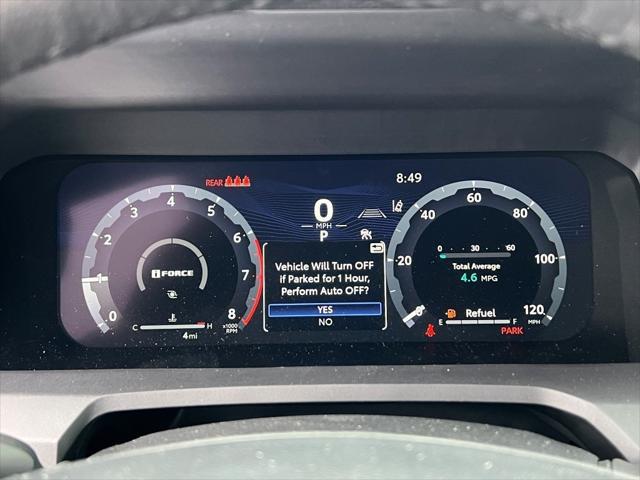 REAR
8:49
0
MPH
P
0 1 2 3 4 5 6 7 8
x1000
RPM
iFORCE
C H
4mi
Vehicle Will Turn OFF
if Parked for 1 Hour,
Perform Auto OFF?
YES
NO
0 20 40 60 80 100 120
MPH
0 30 60
Total Average
4.6 MPG
Refuel
E F
PARK